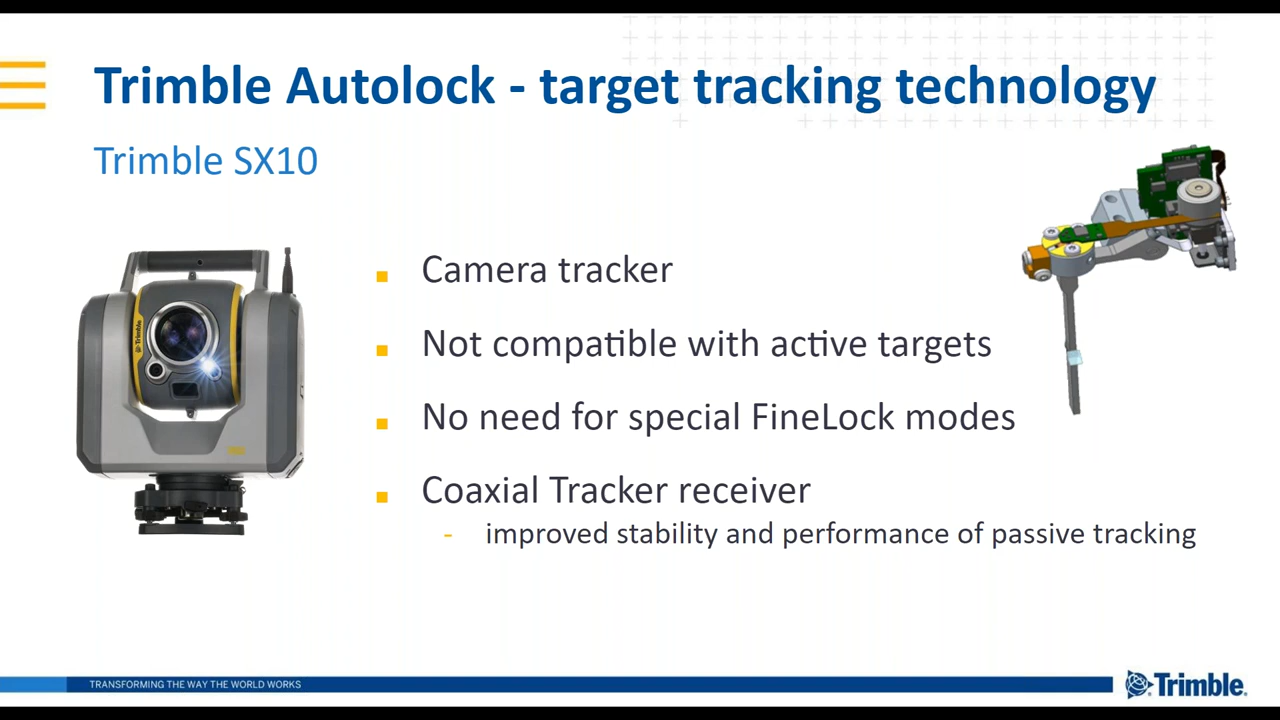 Trimble Autolock - target tracking technology
Trimble SX10
Camera tracker
Not compatible with active targets
No need for special FineLock modes
Coaxial Tracker receiver
- improved stability and performance of passive tracking
Trimble
TRANSFORMING THE WAY THE WORLD WORKS
Trimble.